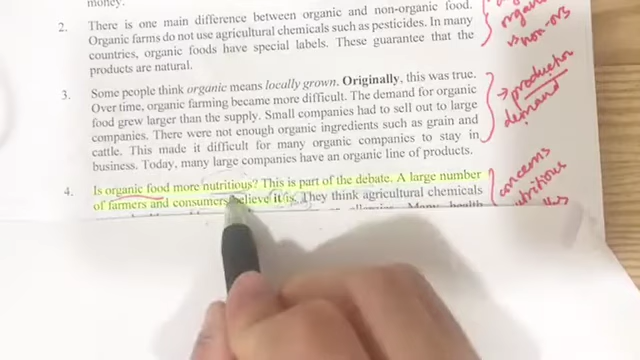 money.
2. There is one main difference between organic and non-organic food.
Organic farms do not use agricultural chemicals such as pesticides. In many
countries, organic foods have special labels. These guarantee that the
products are natural.
3. Some people think organic means locally grown. Originally, this was true.
Over time, organic farming became more difficult. The demand for organic
food grew larger than the supply. Small companies had to sell out to large
companies. There were not enough organic ingredients such as grain and
cattle. This made it difficult for many organic companies to stay in
business. Today, many large companies have an organic line of products.
4. Is organic food more nutritious? This is part of the debate. A large number
of farmers and consumers believe it is. They think agricultural chemicals
Many health
production
demand
concerns